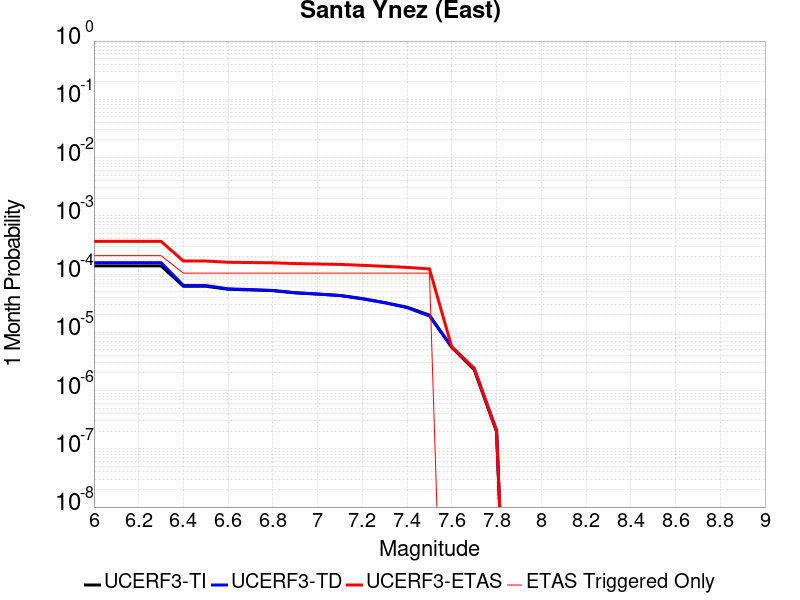 Santa Ynez (East)
10^0
10^-1
10^-2
10^-3
10^-4
10^-5
10^-6
10^-7
10^-8
1 Month Probability
6 6.2 6.4 6.6 6.8 7 7.2 7.4 7.6 7.8 8 8.2 8.4 8.6 8.8 9
Magnitude
UCERF3-TI UCERF3-TD UCERF3-ETAS ETAS Triggered Only